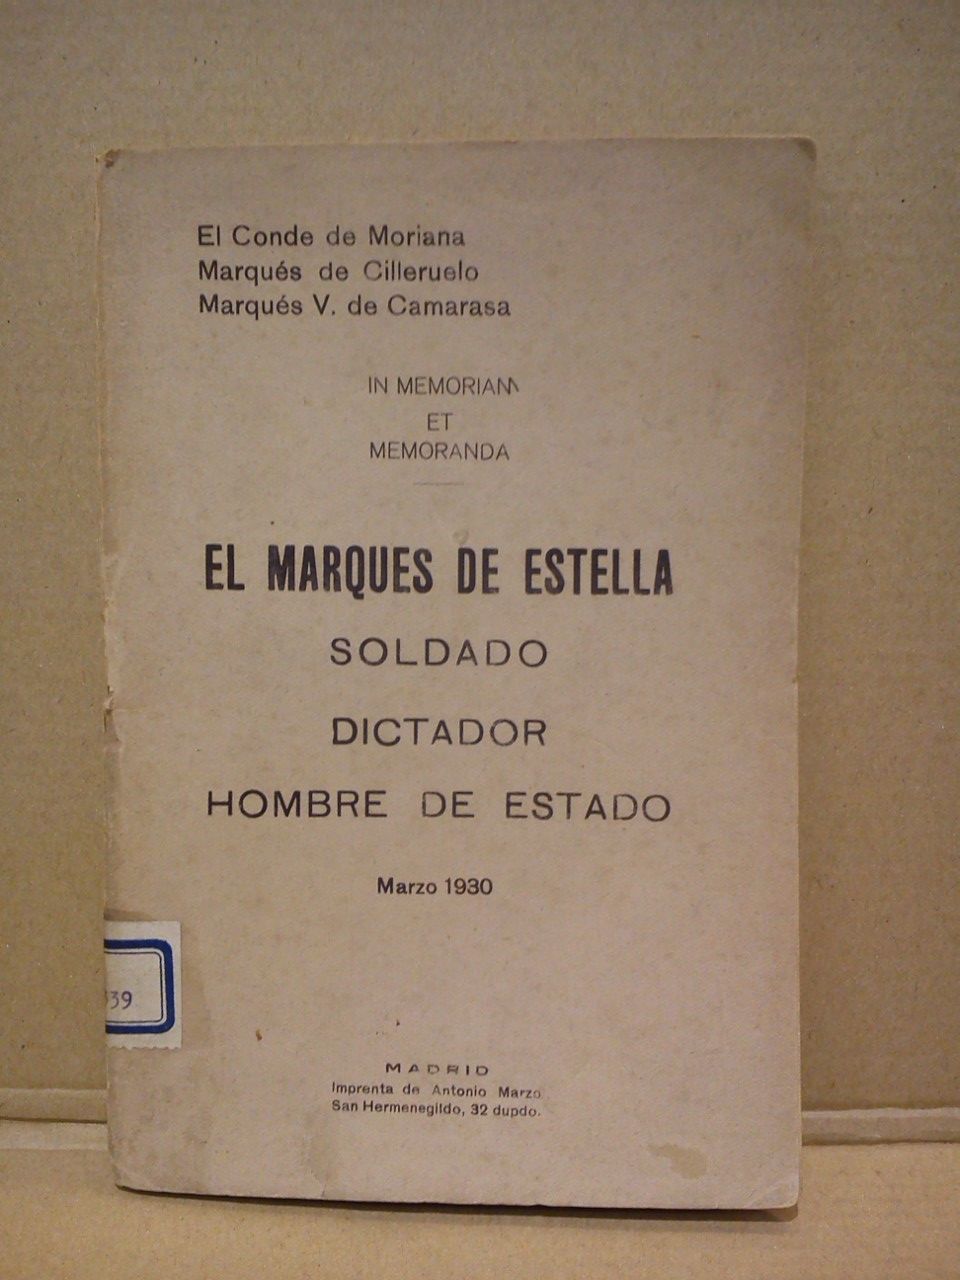 El Conde de Moriana
Marqués de Cilleruelo
Marqués V. de Camarasa
IN MEMORIAM
ET
MEMORANDA
EL MARQUES DE ESTELLA
SOLDADO
DICTADOR
HOMBRE DE ESTADO
Marzo 1930
39
MADRID
Imprenta de Antonio Marzo.
San Hermenegildo, 32 dupdo.